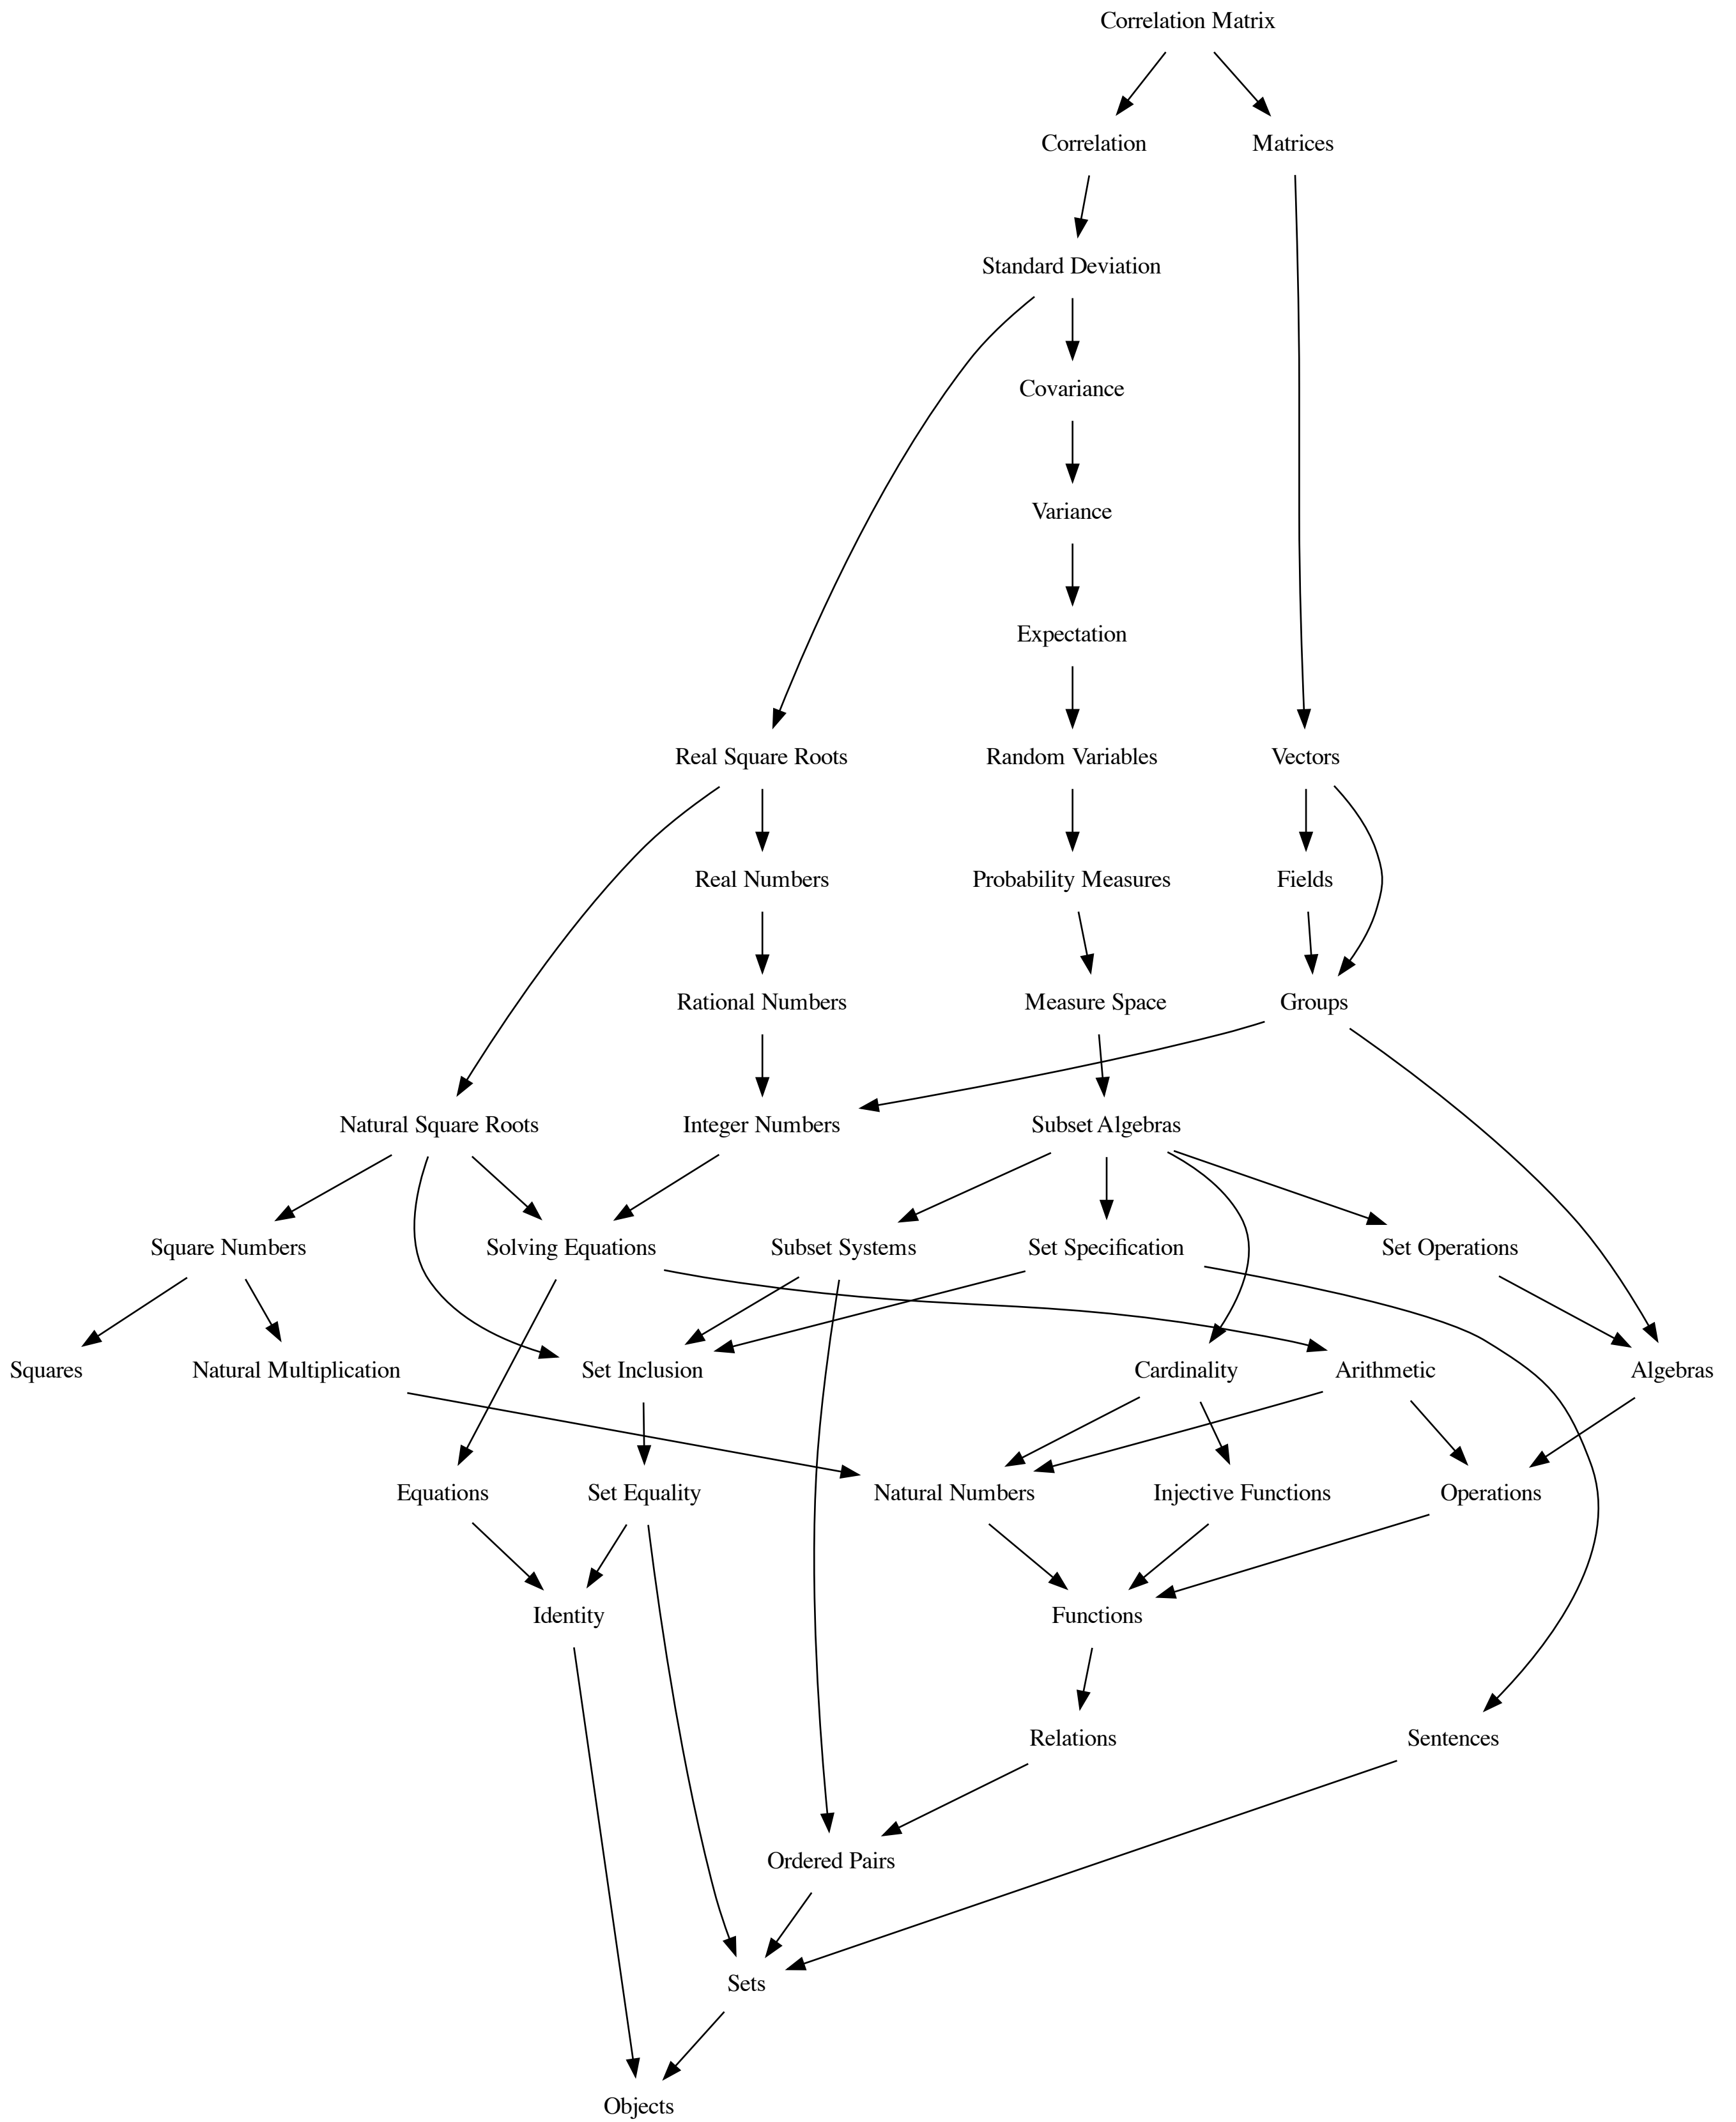 Correlation Matrix
Correlation
Matrices
Standard Deviation
Covariance
Variance
Expectation
Real Square Roots
Random Variables
Vectors
Real Numbers
Probability Measures
Fields
Rational Numbers
Measure Space
Groups
Natural Square Roots
Integer Numbers
Subset Algebras
Square Numbers
Solving Equations
Subset Systems
Set Specification
Set Operations
Squares
Natural Multiplication
Set Inclusion
Cardinality
Arithmetic
Algebras
Equations
Set Equality
Natural Numbers
Injective Functions
Operations
Identity
Functions
Relations
Sentences
Ordered Pairs
Sets
Objects